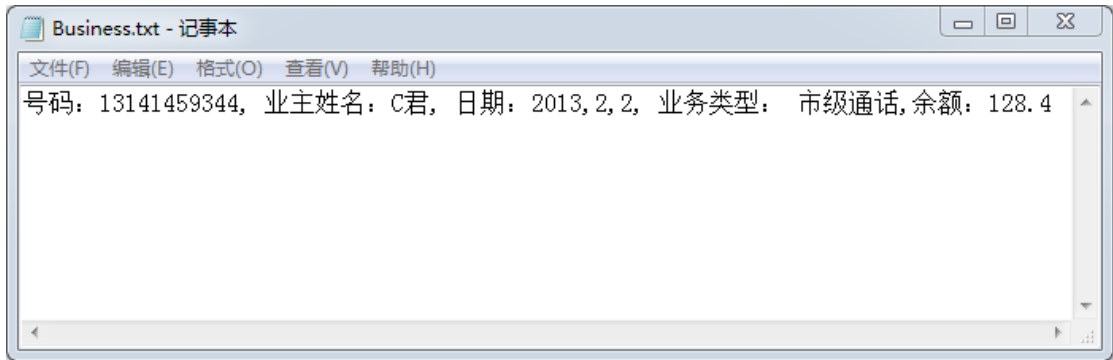 Business.txt - 记事本
文件(F) 编辑(E) 格式(O) 查看(V) 帮助(H)
号码：13141459344, 业主姓名：C君, 日期：2013,2,2, 业务类型： 市级通话,余额：128.4